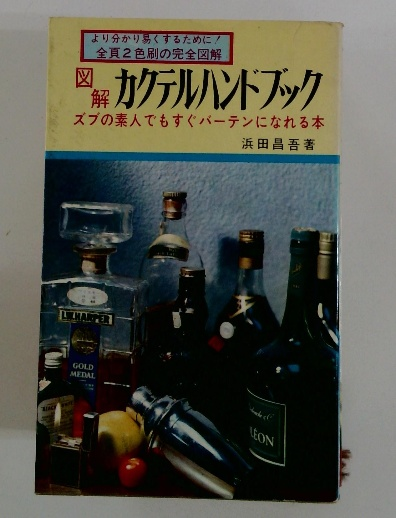 より分かり易くするために!
全頁2色刷の完全図解
図解 カクテルハンドブック
ズブの素人でもすぐバーテンになれる本
浜田昌吾著
I.W.HARPER
GOLD
MEDAL